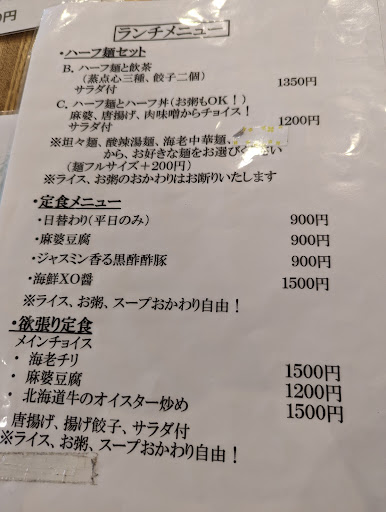 0円
ランチメニュー
・ハーフ麺セット
B. ハーフ麺と飲茶
(蒸点心三種、餃子二個)
サラダ付 1350円
C. ハーフ麺とハーフ丼(お粥もOK!)
麻婆、唐揚げ、肉味噌からチョイス!
サラダ付 1200円
※坦々麺、酸辣湯麺、海老中華麺、
から、お好きな麺をお選びください
(麺フルサイズ+200円)
※ライス、お粥のおかわりはお断りいたします
・定食メニュー
・日替わり(平日のみ) 900円
・麻婆豆腐 900円
・ジャスミン香る黒酢酢豚 900円
・海鮮XO醬 1500円
※ライス、お粥、スープおかわり自由!
・欲張り定食
メインチョイス
・ 海老チリ 1500円
・ 麻婆豆腐 1200円
・ 北海道牛のオイスター炒め 1500円
唐揚げ、揚げ餃子、サラダ付
※ライス、お粥、スープおかわり自由!